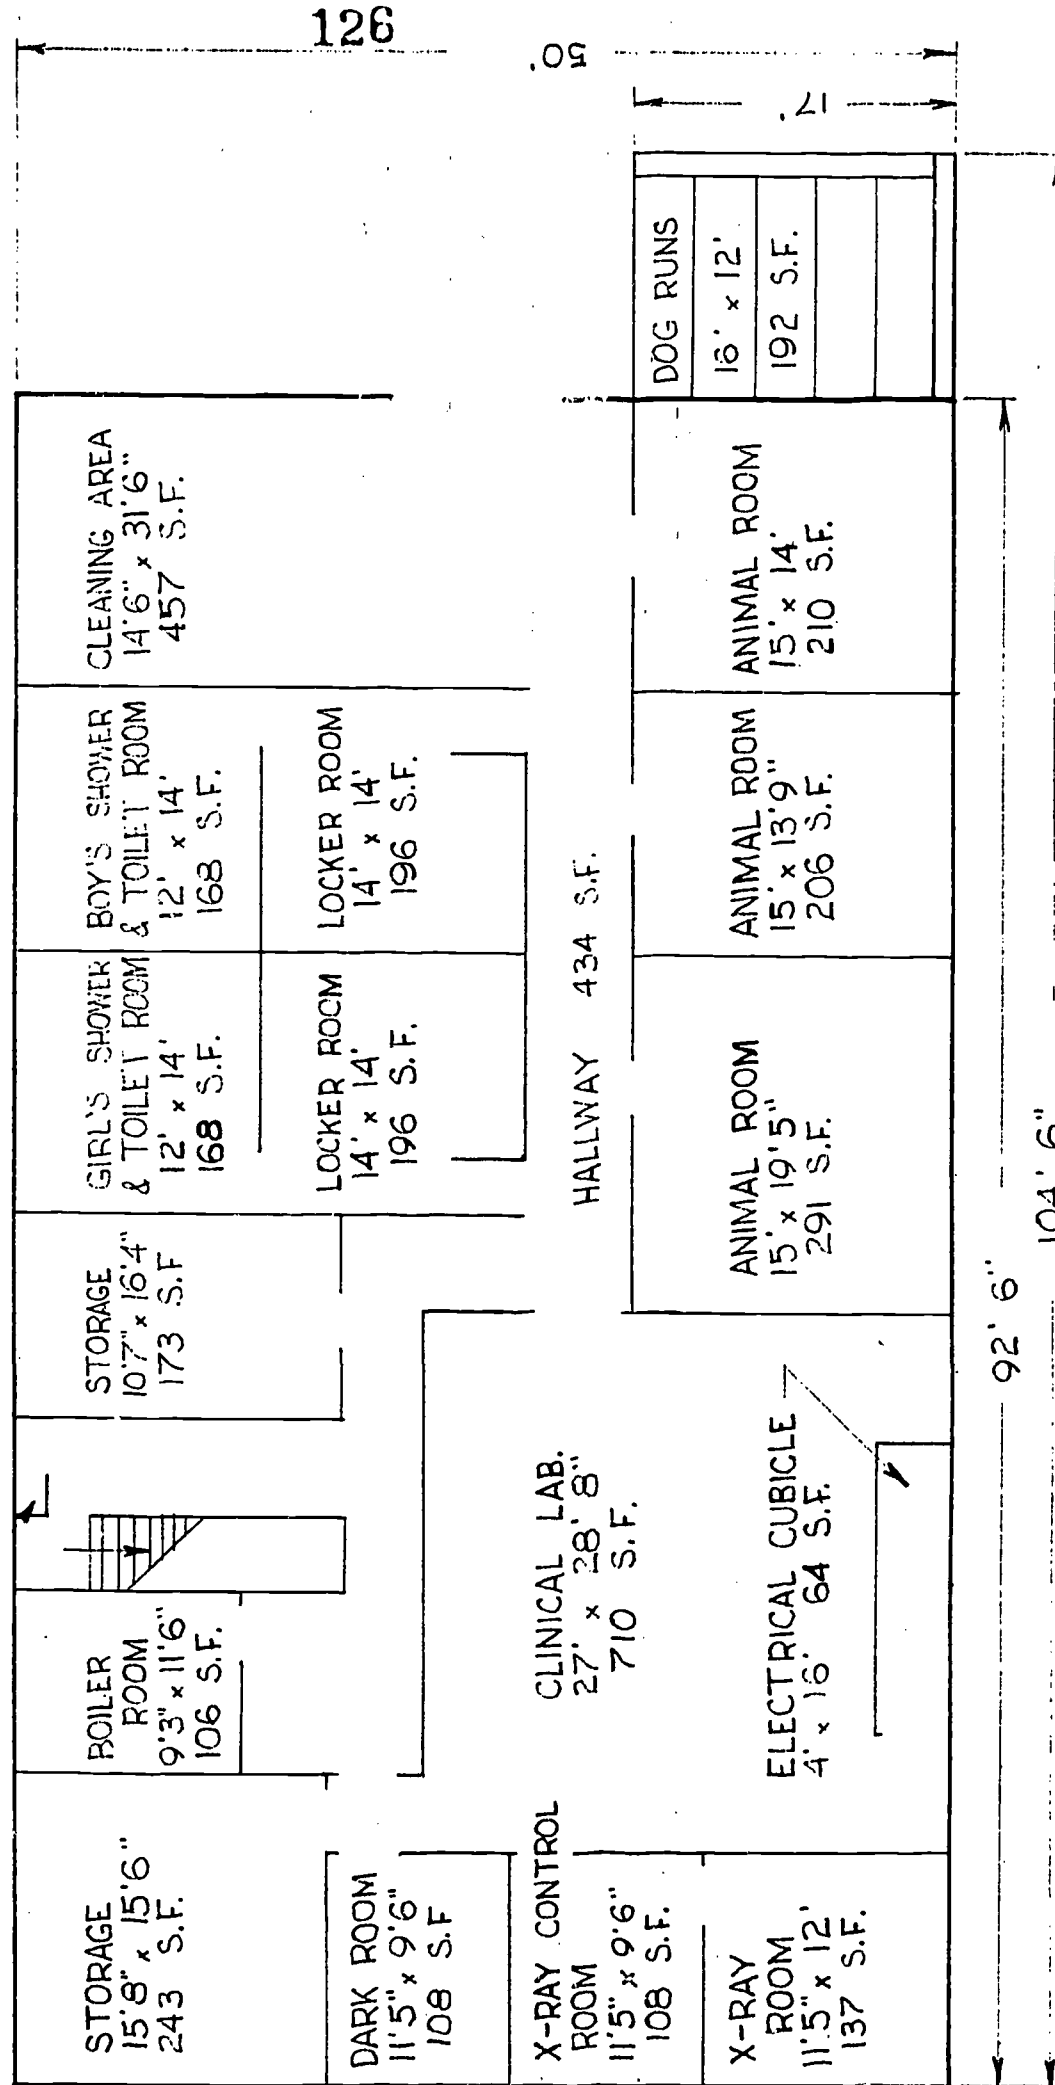 126
50'
17'
STORAGE
15'8" x 15'6"
243 S.F.
BOILER
ROOM
9'3" x 11'6"
106 S.F.
STORAGE
10'7" x 16'4"
173 S.F
GIRL'S SHOWER
& TOILET ROOM
12' x 14'
168 S.F.
BOY'S SHOWER
& TOILET ROOM
12' x 14'
168 S.F.
CLEANING AREA
14'6" x 31'6"
457 S.F.
DARK ROOM
11'5" x 9'6"
108 S.F
LOCKER ROOM
14' x 14'
196 S.F.
LOCKER ROOM
14' x 14'
196 S.F.
X-RAY CONTROL
ROOM
11'5" x 9'6"
108 S.F.
CLINICAL LAB.
27' x 28' 8"
710 S.F.
HALLWAY 434 S.F.
X-RAY
ROOM
11'5" x 12'
137 S.F.
ELECTRICAL CUBICLE
4' x 16' 64 S.F.
ANIMAL ROOM
15' x 19'5"
291 S.F.
ANIMAL ROOM
15' x 13'9"
206 S.F.
ANIMAL ROOM
15' x 14'
210 S.F.
DOG RUNS
16' x 12'
192 S.F.
92' 6"
104' 6"